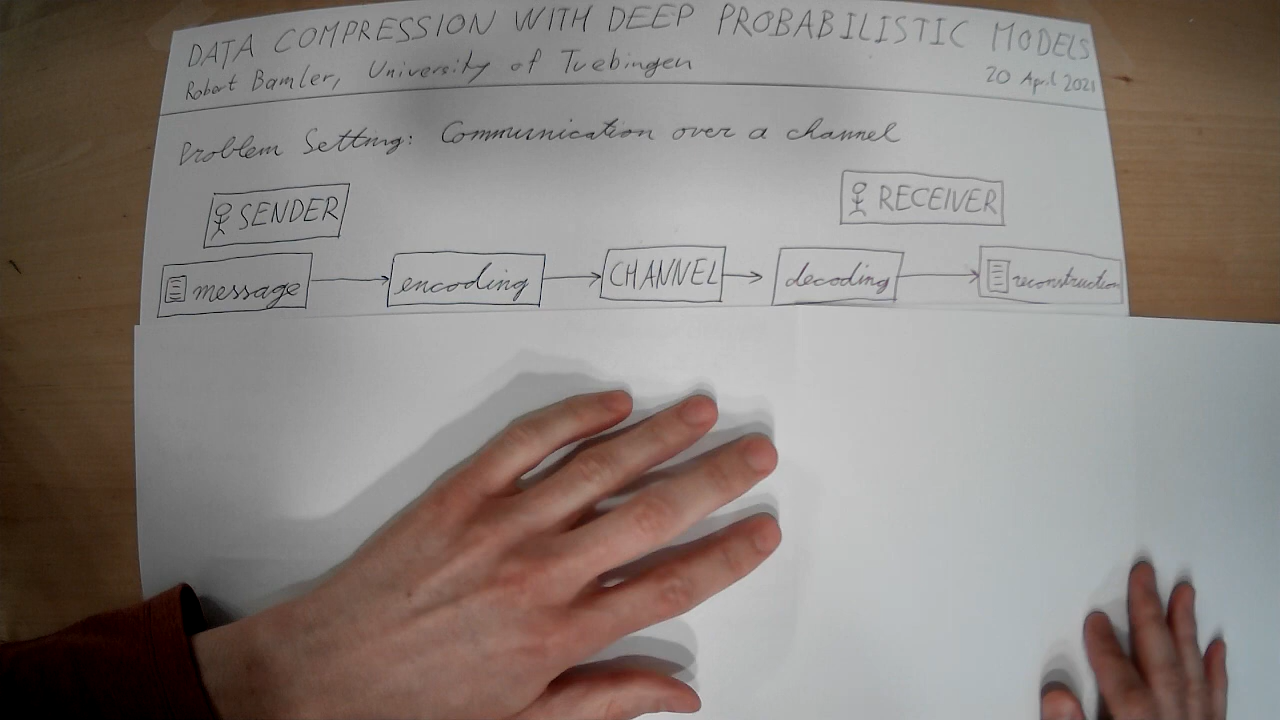 DATA COMPRESSION WITH DEEP PROBABILISTIC MODELS
Robert Bamler, University of Tuebingen
20 April 2021
Problem Setting: Communication over a channel
SENDER
RECEIVER
message
encoding
CHANNEL
decoding
reconstruction